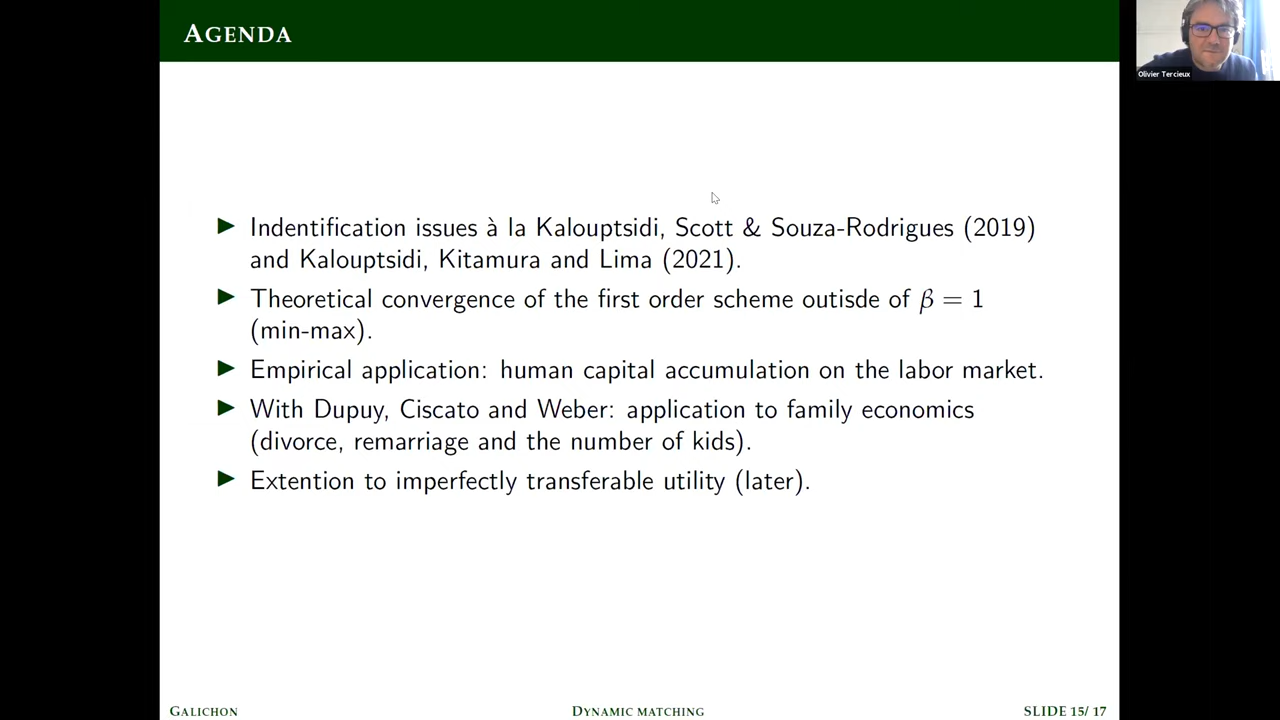 AGENDA
Olivier Tercieux
▶ Indentification issues à la Kalouptsidi, Scott & Souza-Rodrigues (2019)
and Kalouptsidi, Kitamura and Lima (2021).
▶ Theoretical convergence of the first order scheme outisde of β = 1
(min-max).
▶ Empirical application: human capital accumulation on the labor market.
▶ With Dupuy, Ciscato and Weber: application to family economics
(divorce, remarriage and the number of kids).
▶ Extention to imperfectly transferable utility (later).
GALICHON
DYNAMIC MATCHING
SLIDE 15/ 17